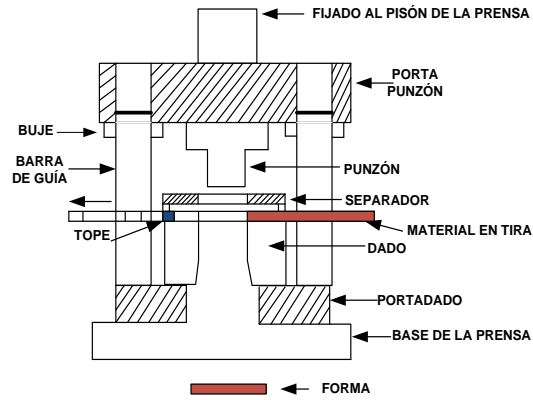 FIJADO AL PISÓN DE LA PRENSA
PORTA
PUNZÓN
BUJE
BARRA
DE GUÍA
PUNZÓN
SEPARADOR
TOPE
MATERIAL EN TIRA
DADO
PORTADADO
BASE DE LA PRENSA
FORMA